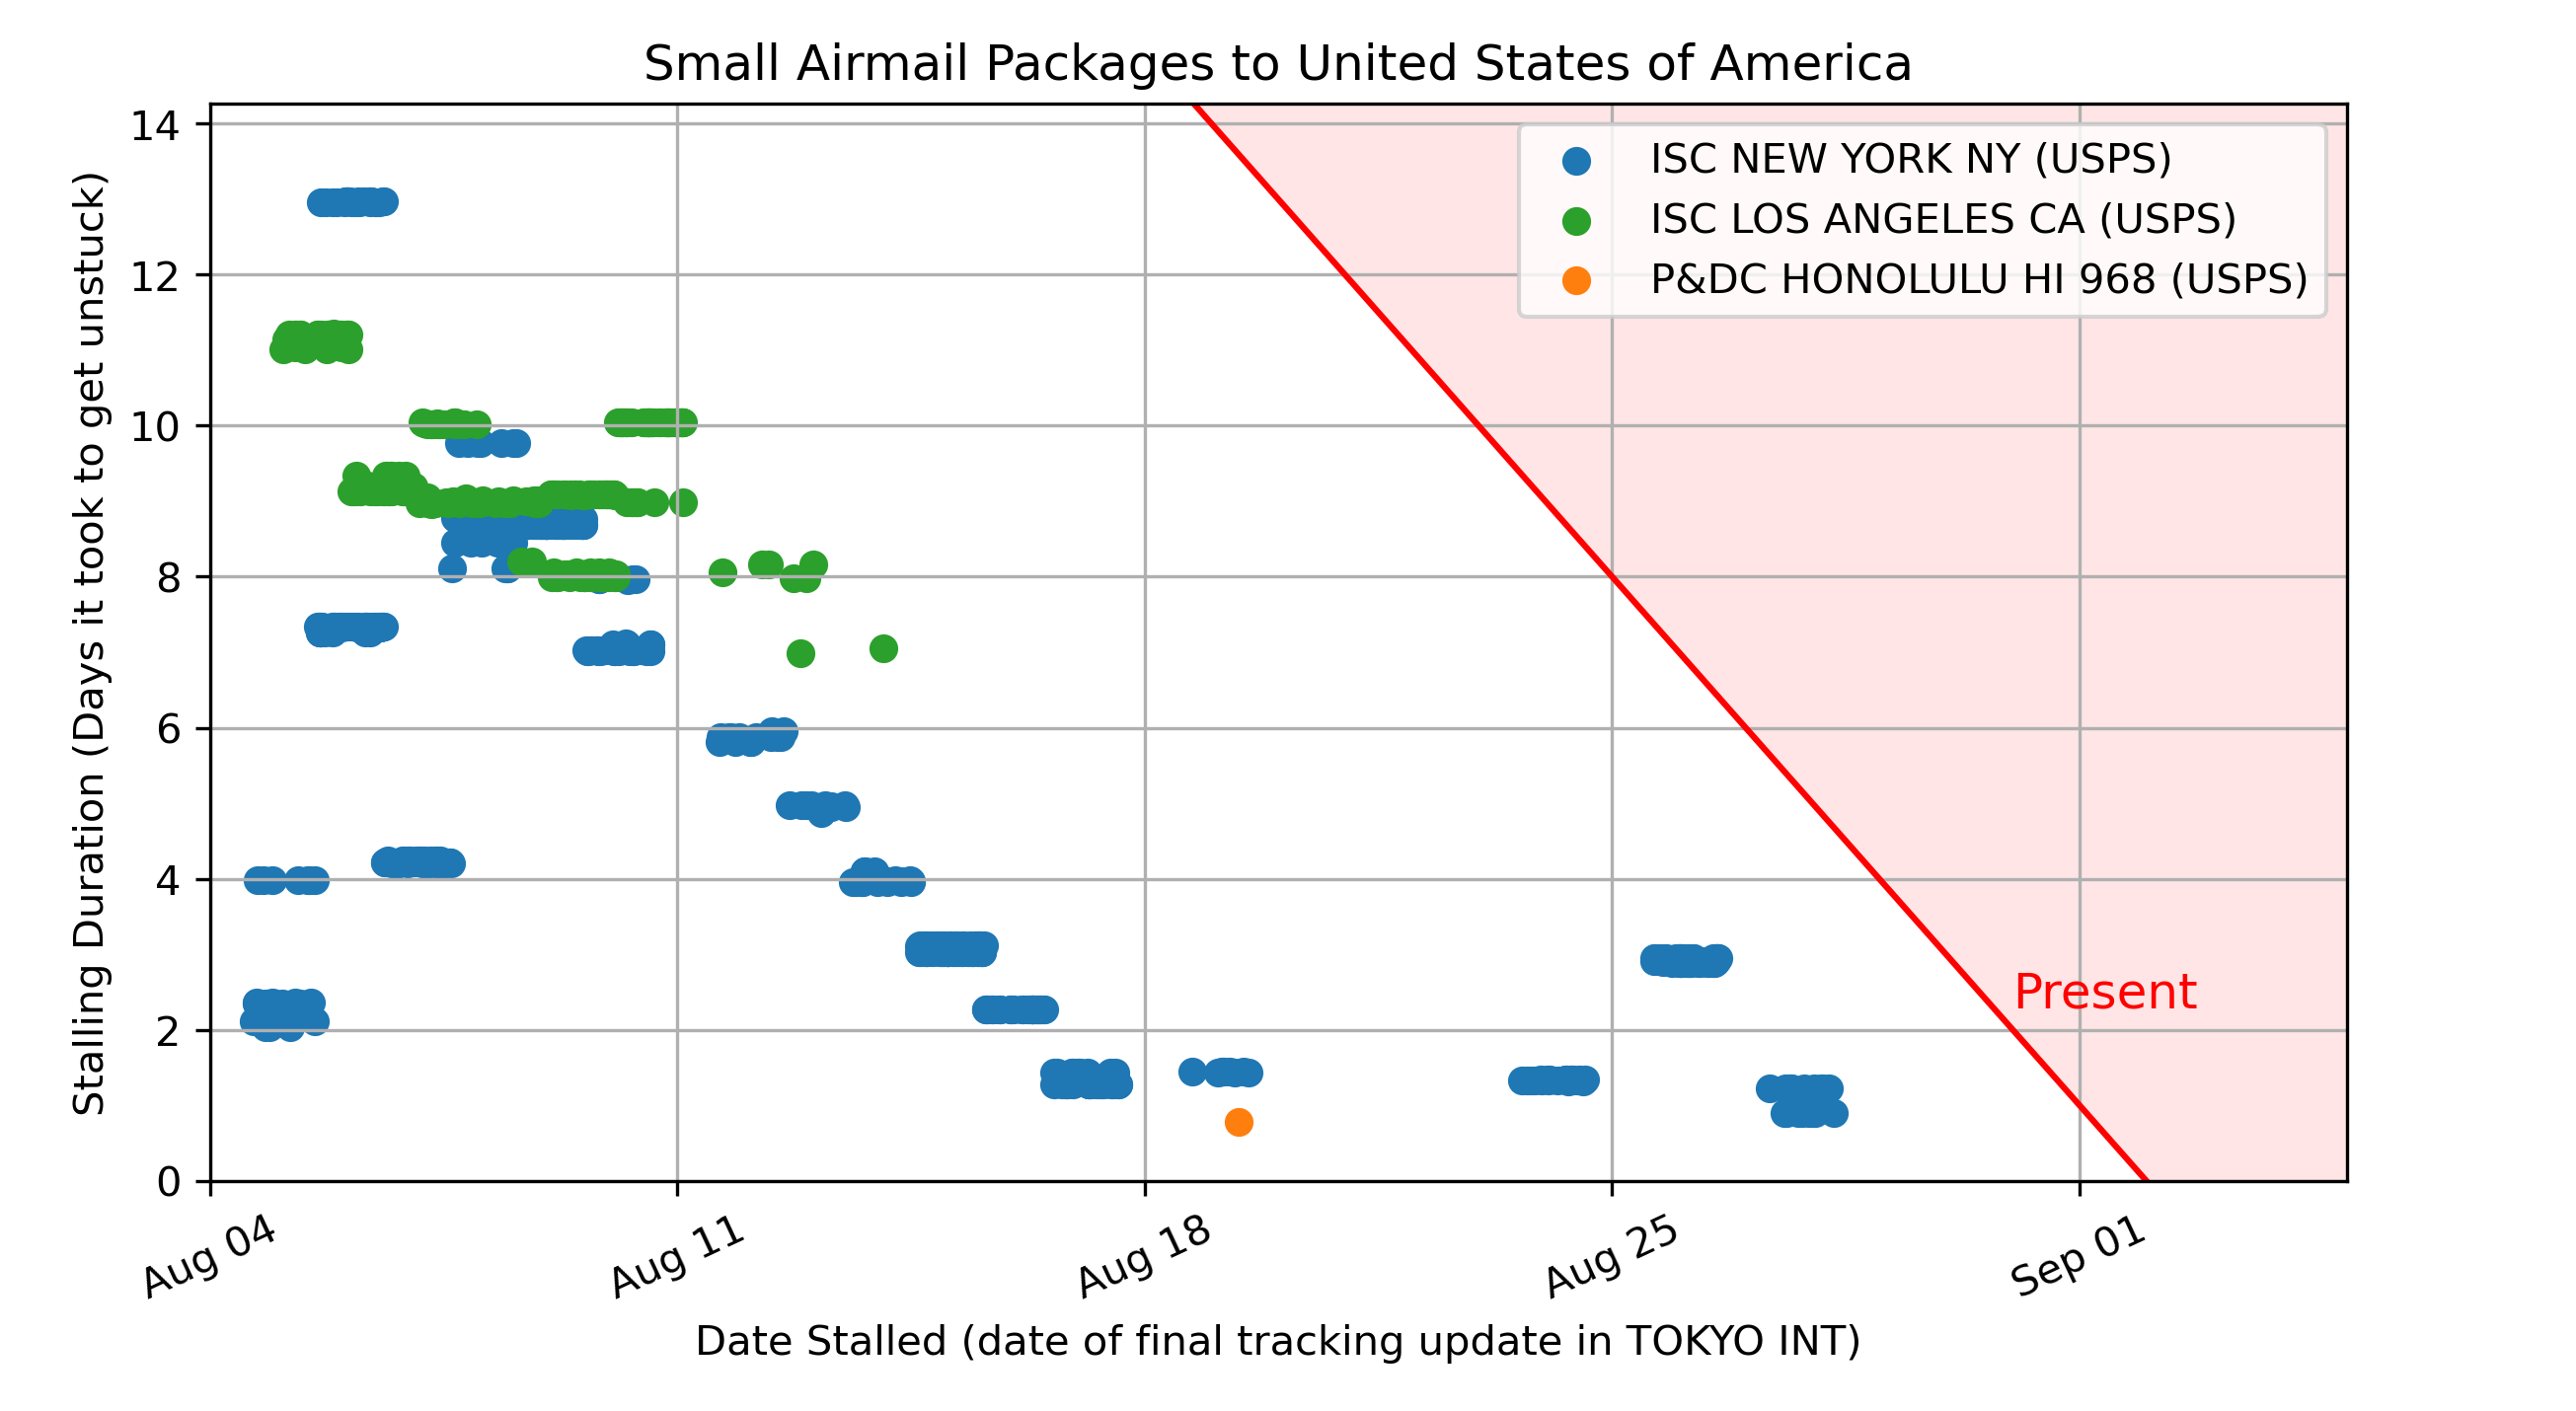 Small Airmail Packages to United States of America
Stalling Duration (Days it took to get unstuck)
14
12
10
8
6
4
2
0
ISC NEW YORK NY (USPS)
ISC LOS ANGELES CA (USPS)
P&DC HONOLULU HI 968 (USPS)
Present
Aug 04
Aug 11
Aug 18
Aug 25
Sep 01
Date Stalled (date of final tracking update in TOKYO INT)